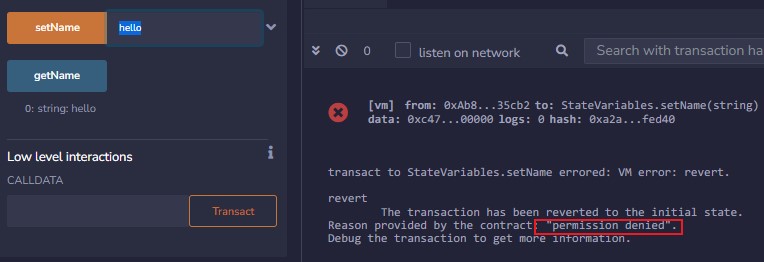 setName
hello
getName
0: string: hello
Low level interactions
i
CALLDATA
Transact
0
listen on network
Search with transaction ha
[vm] from: 0xAb8...35cb2 to: StateVariables.setName(string)
data: 0xc47...00000 logs: 0 hash: 0xa2a...fed40
transact to StateVariables.setName errored: VM error: revert.
revert
The transaction has been reverted to the initial state.
Reason provided by the contract: "permission denied".
Debug the transaction to get more information.